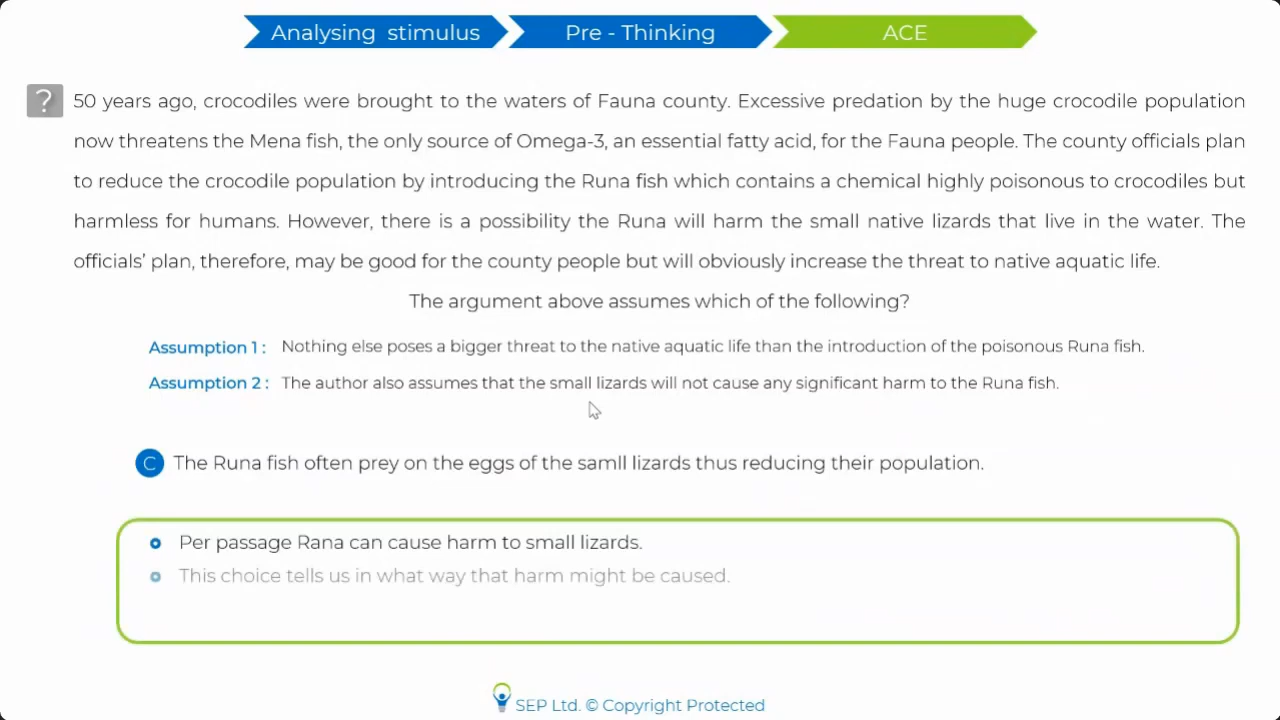 Analysing stimulus
Pre - Thinking
ACE
?
50 years ago, crocodiles were brought to the waters of Fauna county. Excessive predation by the huge crocodile population
now threatens the Mena fish, the only source of Omega-3, an essential fatty acid, for the Fauna people. The county officials plan
to reduce the crocodile population by introducing the Runa fish which contains a chemical highly poisonous to crocodiles but
harmless for humans. However, there is a possibility the Runa will harm the small native lizards that live in the water. The
officials' plan, therefore, may be good for the county people but will obviously increase the threat to native aquatic life.
The argument above assumes which of the following?
Assumption 1 : Nothing else poses a bigger threat to the native aquatic life than the introduction of the poisonous Runa fish.
Assumption 2 : The author also assumes that the small lizards will not cause any significant harm to the Runa fish.
C The Runa fish often prey on the eggs of the samll lizards thus reducing their population.
Per passage Rana can cause harm to small lizards.
This choice tells us in what way that harm might be caused.
SEP Ltd. © Copyright Protected